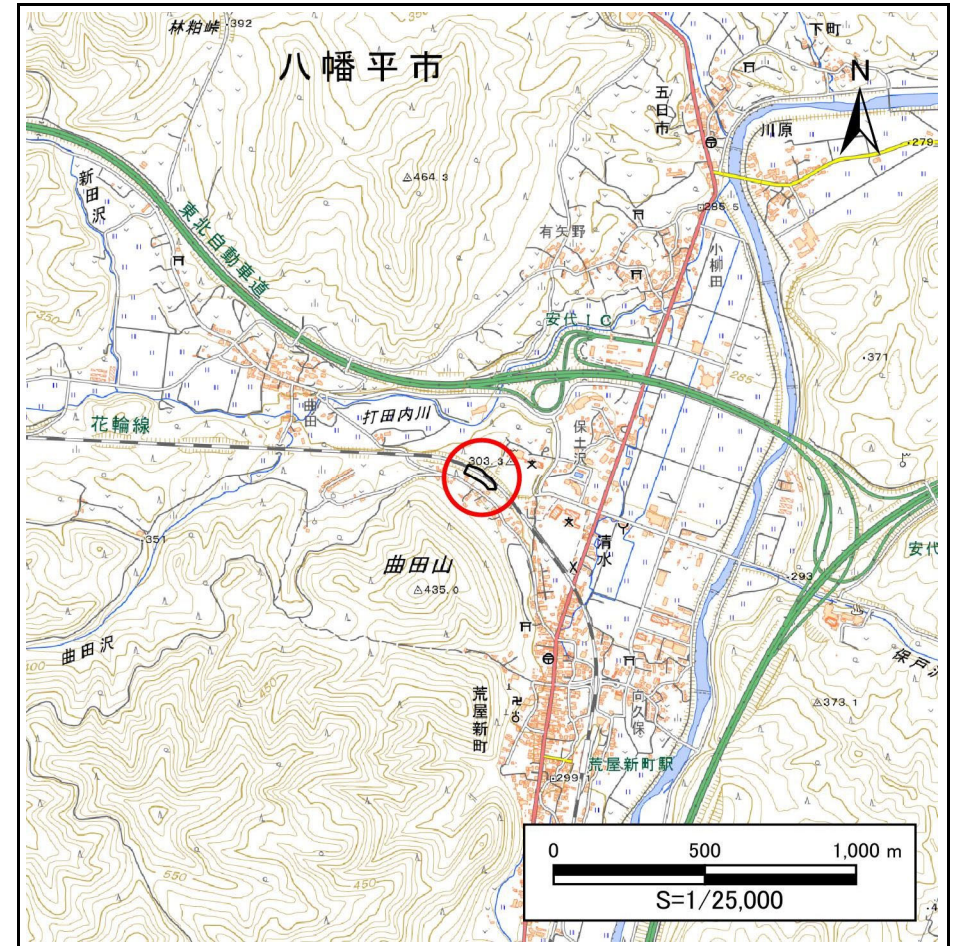 林粕峠
392
下町
八幡平市
N
五日市
川原
279
464.3
新田沢
285.5
有矢野
小柳田
東北自動車道
350
安代IC
371
285
花輪線
曲田
打田内川
保土沢
303.3
351
清水
安代
曲田山
293
435.0
曲田沢
400
450
荒屋新町
向久保
373.1
荒屋新町駅
299.1
550
450
0 500 1,000 m
S=1/25,000